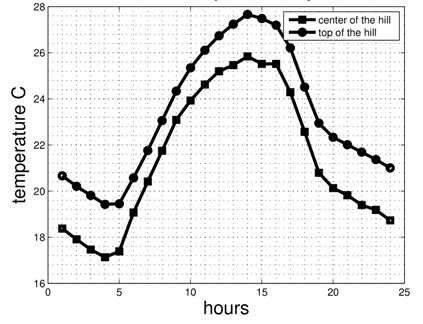 28
26
24
22
20
18
16
temperature C
center of the hill
top of the hill
0 5 10 15 20 25
hours